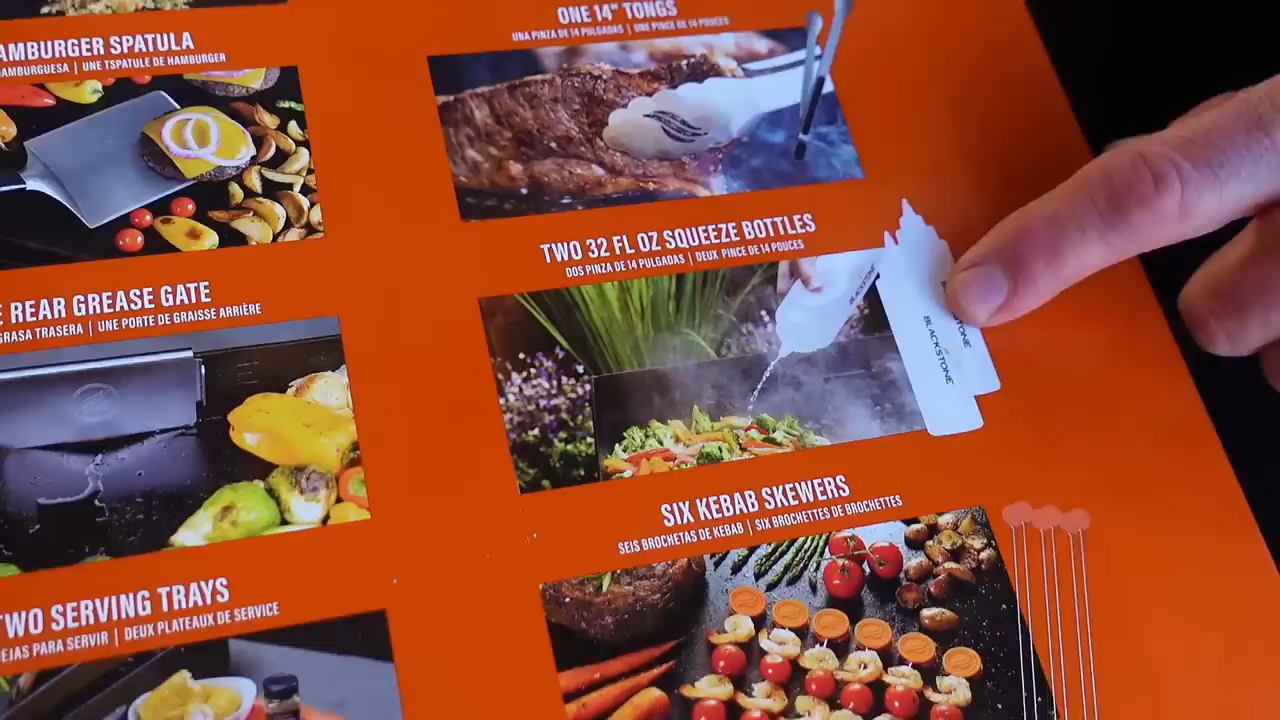 AMBURGER SPATULA
HAMBURGUESA | UNE TSPATULE DE HAMBURGER
ONE 14" TONGS
UNA PINZA DE 14 PULGADAS | UNE PINCE DE 14 POUCES
E REAR GREASE GATE
GRASA TRASERA | UNE PORTE DE GRAISSE ARRIÈRE
TWO 32 FL OZ SQUEEZE BOTTLES
DOS PINZA DE 14 PULGADAS | DEUX PINCE DE 14 POUCES
BLACKSTONE
BLACKSTONE
STONE
TWO SERVING TRAYS
EJAS PARA SERVIR | DEUX PLATEAUX DE SERVICE
SIX KEBAB SKEWERS
SEIS BROCHETAS DE KEBAB | SIX BROCHETTES DE BROCHETTES